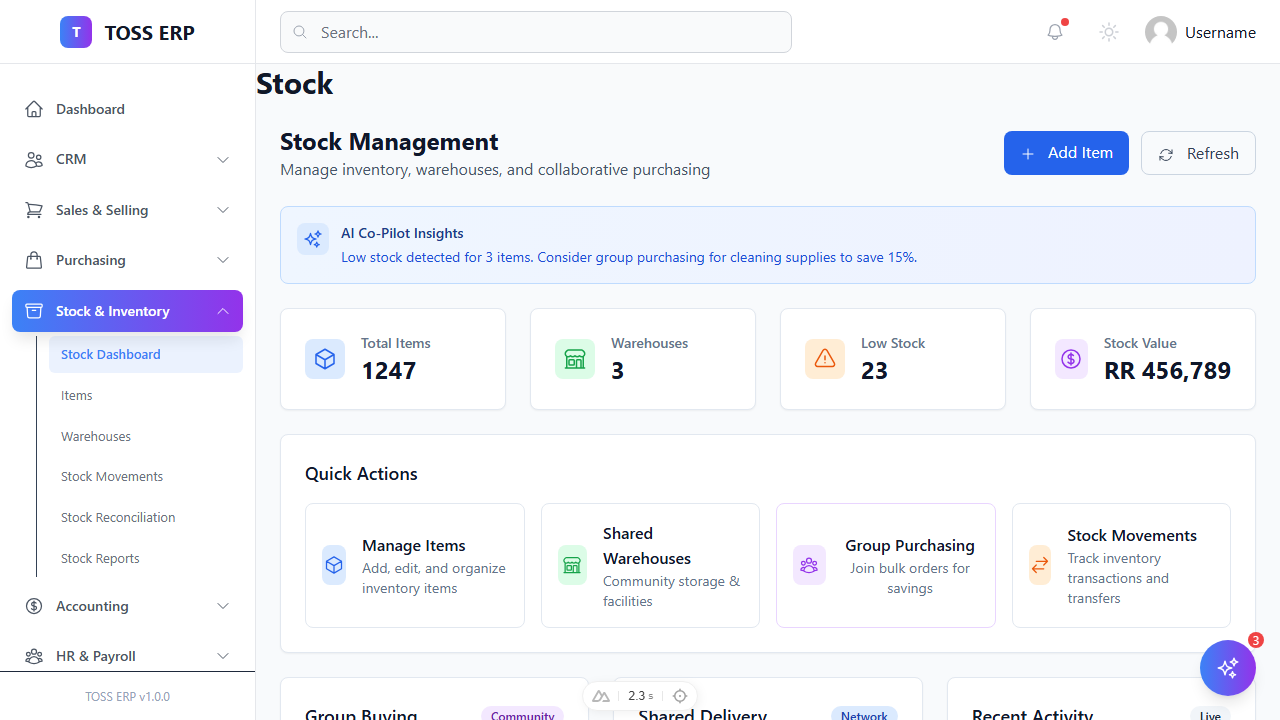 T
TOSS ERP
Search...
Username
Dashboard
CRM
Sales & Selling
Purchasing
Stock & Inventory
Stock Dashboard
Items
Warehouses
Stock Movements
Stock Reconciliation
Stock Reports
Accounting
HR & Payroll
TOSS ERP v1.0.0
Stock
Stock Management
Manage inventory, warehouses, and collaborative purchasing
Add Item
Refresh
AI Co-Pilot Insights
Low stock detected for 3 items. Consider group purchasing for cleaning supplies to save 15%.
Total Items
1247
Warehouses
3
Low Stock
23
Stock Value
RR 456,789
Quick Actions
Manage Items
Add, edit, and organize
inventory items
Shared
Warehouses
Community storage &
facilities
Group Purchasing
Join bulk orders for
savings
Stock Movements
Track inventory
transactions and
transfers
3
Group Buying
Community
Shared Delivery
Network
Recent Activity
Live
2.3 s